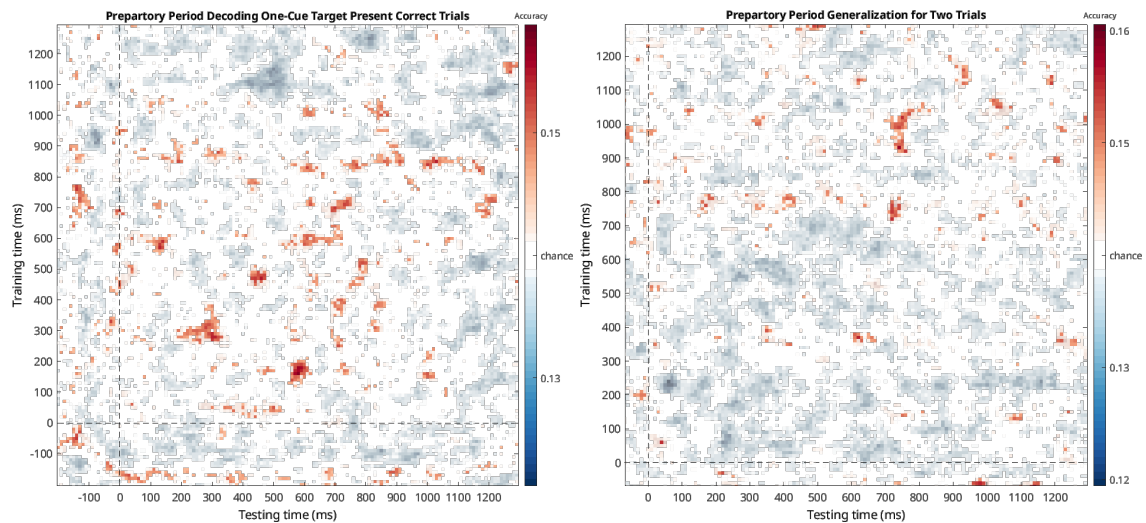 Prepartory Period Decoding One-Cue Target Present Correct Trials
Accuracy
1200
1100
1000
900
800
700
600
500
400
300
200
100
0
-100
Training time (ms)
-100 0 100 200 300 400 500 600 700 800 900 1000 1100 1200
Testing time (ms)
0.15
chance
0.13
Prepartory Period Generalization for Two Trials
Accuracy
1200
1100
1000
900
800
700
600
500
400
300
200
100
0
Training time (ms)
0 100 200 300 400 500 600 700 800 900 1000 1100 1200
Testing time (ms)
0.16
0.15
chance
0.13
0.12